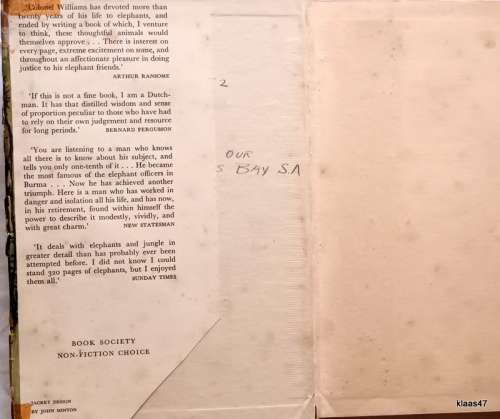 'Colonel Williams has devoted more than
twenty years of his life to elephants, and
ended by writing a book of which, I venture
to think, these thoughtful animals would
themselves approve . . . There is interest on
every page, extreme excitement on some, and
throughout an affectionate pleasure in doing
justice to his elephant friends.'
ARTHUR RANSOME
'If this is not a fine book, I am a Dutch-
man. It has that distilled wisdom and sense
of proportion peculiar to those who have had
to rely on their own judgement and resource
for long periods.' BERNARD FERGUSSON
'You are listening to a man who knows
all there is to know about his subject, and
tells you only one-tenth of it . . . He became
the most famous of the elephant officers in
Burma . . . Now he has achieved another
triumph. Here is a man who has worked in
danger and isolation all his life, and has now,
in his retirement, found within himself the
power to describe it modestly, vividly, and
with great charm.' NEW STATESMAN
'It deals with elephants and jungle in
greater detail than has probably ever been
attempted before. I did not know I could
stand 320 pages of elephants, but I enjoyed
them all.' SUNDAY TIMES
BOOK SOCIETY
NON-FICTION CHOICE
JACKET DESIGN
BY JOHN MINTON
2
OUR
S BAY S.A
klaas47